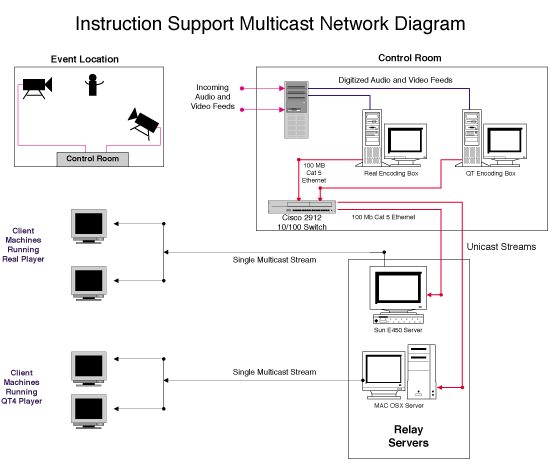 Instruction Support Multicast Network Diagram
Event Location
Control Room
Control Room
Incoming
Audio and
Video Feeds
Digitized Audio and Video Feeds
Real Encoding Box
QT Encoding Box
100 MB
Cat 5
Ethernet
Cisco 2912
10/100 Switch
100 Mb Cat 5 Ethernet
Unicast Streams
Client
Machines
Running
Real Player
Single Multicast Stream
Sun E450 Server
Client
Machines
Running
QT4 Player
Single Multicast Stream
MAC OSX Server
Relay
Servers